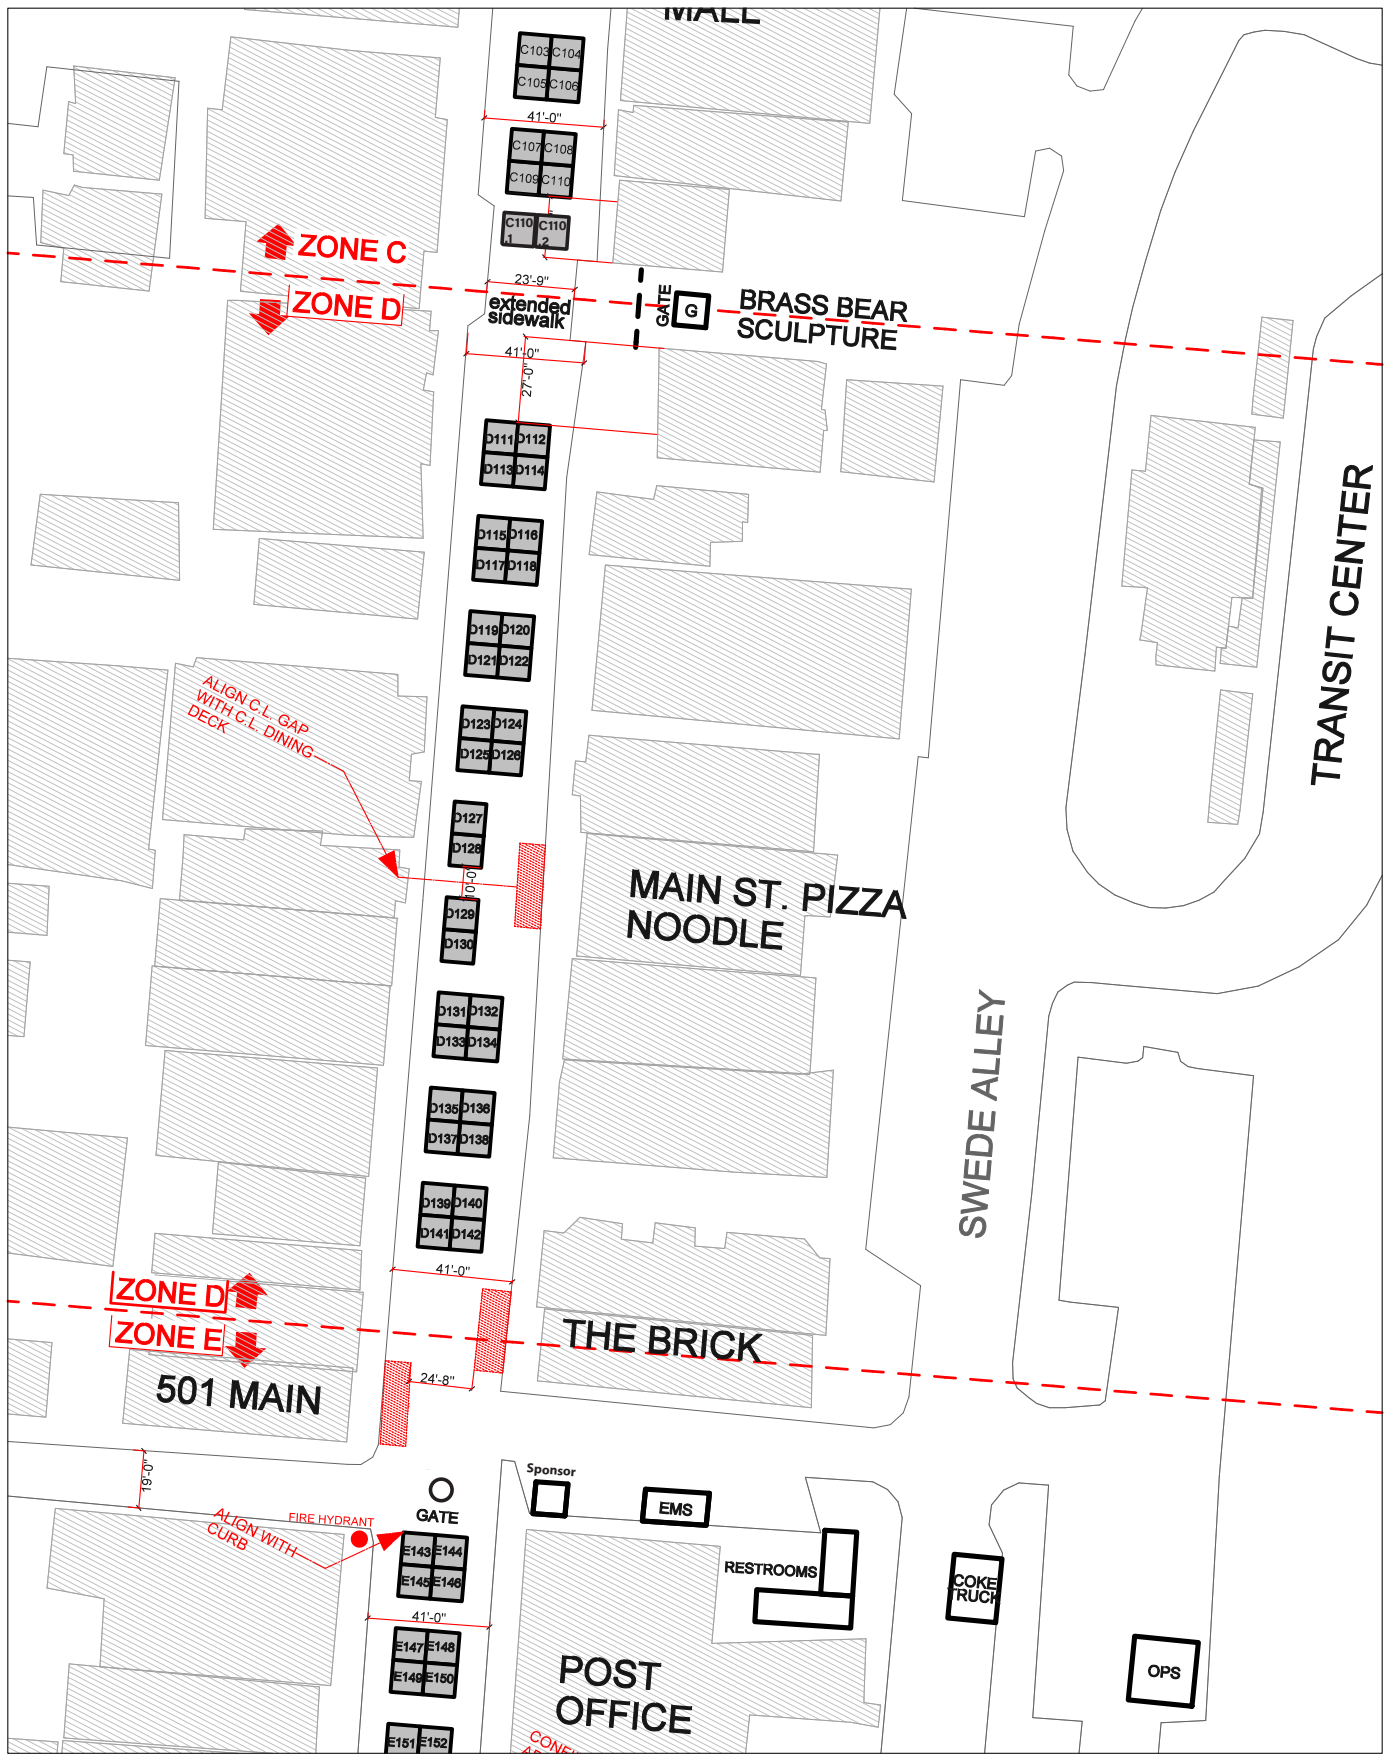 MALL
C103 C104
C105 C106
41'-0"
C107 C108
C109 C110
C110 .1
C110 .2
ZONE C
ZONE D
23'-9"
extended
sidewalk
GATE
G
BRASS BEAR
SCULPTURE
41'-0"
27'-0"
D111 D112
D113 D114
D115 D116
D117 D118
D119 D120
D121 D122
TRANSIT CENTER
ALIGN C.L. GAP
WITH C.L. DINING
DECK
D123 D124
D125 D126
D127
D128
10'-0"
D129
D130
MAIN ST. PIZZA
NOODLE
D131 D132
D133 D134
SWEDE ALLEY
D135 D136
D137 D138
D139 D140
D141 D142
41'-0"
ZONE D
ZONE E
THE BRICK
501 MAIN
24'-8"
19'-0"
Sponsor
EMS
GATE
FIRE HYDRANT
ALIGN WITH
CURB
E143 E144
E145 E146
RESTROOMS
COKE
TRUCK
41'-0"
E147 E148
E149 E150
OPS
POST
OFFICE
E151 E152